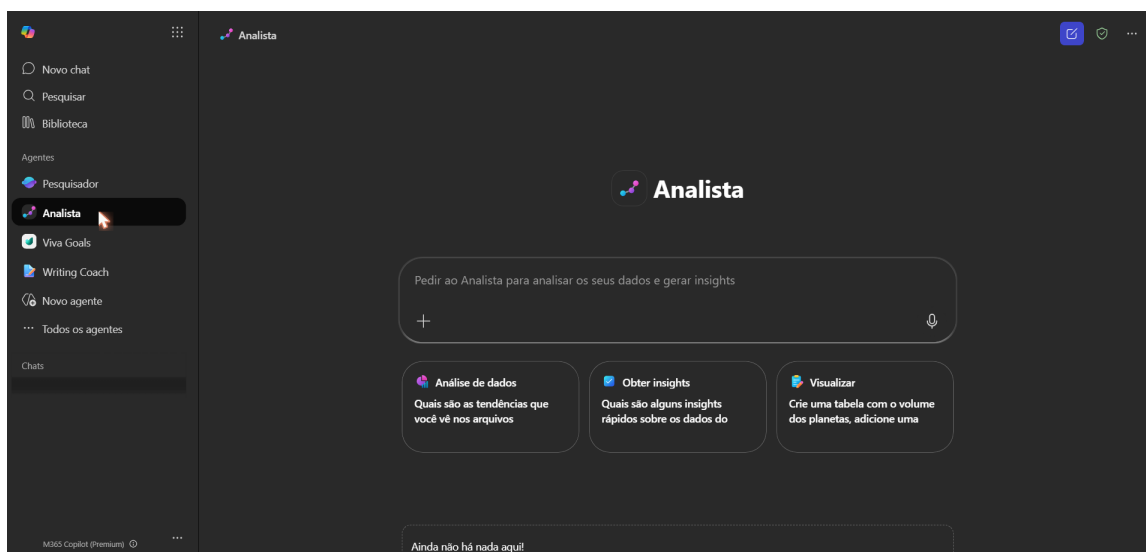 Analista
Novo chat
Pesquisar
Biblioteca
Agentes
Pesquisador
Analista
Viva Goals
Writing Coach
Novo agente
Todos os agentes
Chats
M365 Copilot (Premium)
Analista
Pedir ao Analista para analisar os seus dados e gerar insights
Análise de dados
Quais são as tendências que
você vê nos arquivos
Obter insights
Quais são alguns insights
rápidos sobre os dados do
Visualizar
Crie uma tabela com o volume
dos planetas, adicione uma
Ainda não há nada aqui!